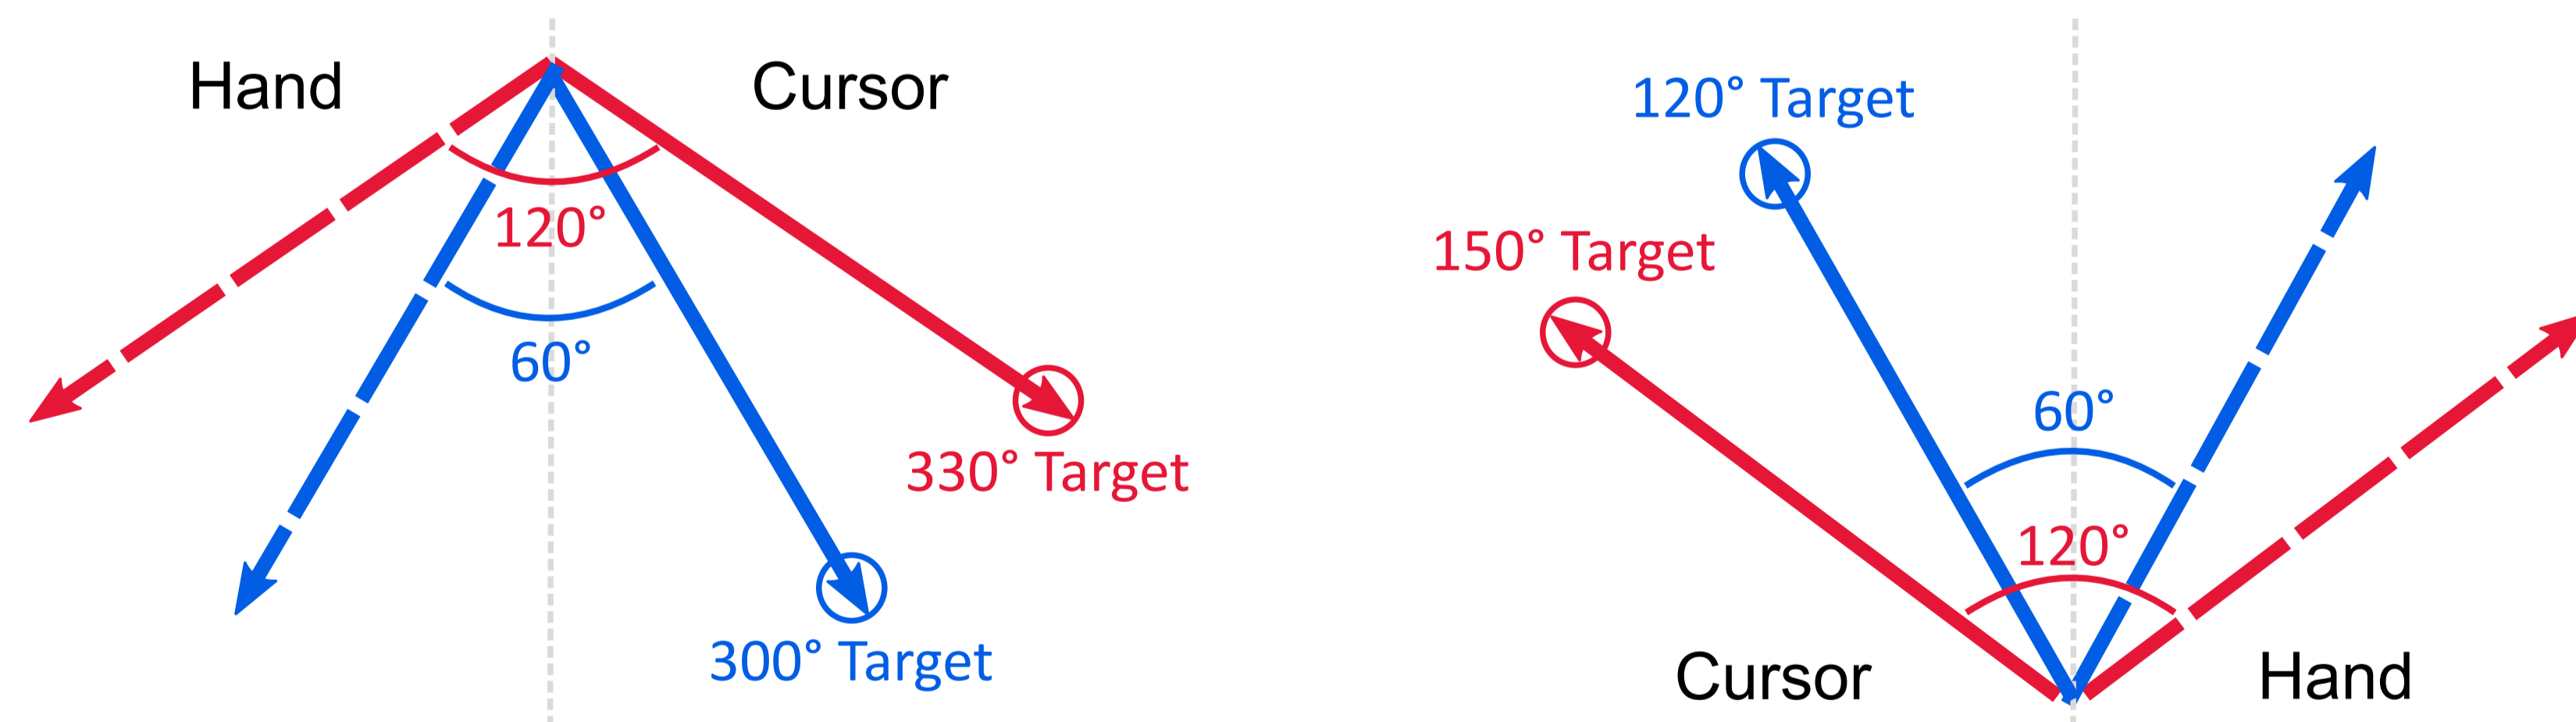 Hand
Cursor
120°
60°
330° Target
300° Target
120° Target
150° Target
60°
120°
Cursor
Hand